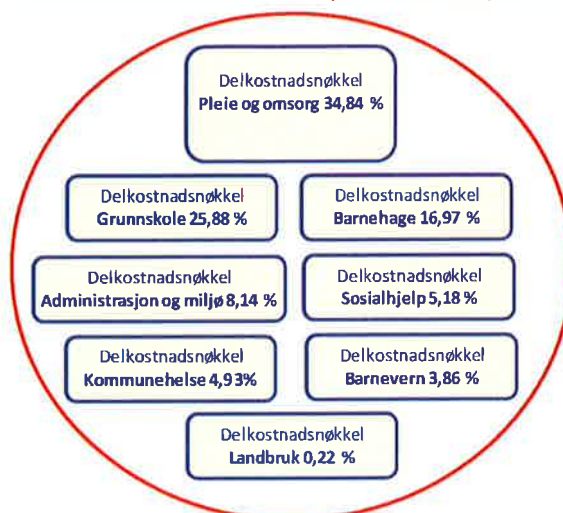 Delkostnadsnøkkel
Pleie og omsorg 34,84 %
Delkostnadsnøkkel
Grunnskole 25,88 %
Delkostnadsnøkkel
Barnehage 16,97 %
Delkostnadsnøkkel
Administrasjon og miljø 8,14 %
Delkostnadsnøkkel
Sosialhjelp 5,18 %
Delkostnadsnøkkel
Kommunehelse 4,93%
Delkostnadsnøkkel
Barnevern 3,86 %
Delkostnadsnøkkel
Landbruk 0,22 %